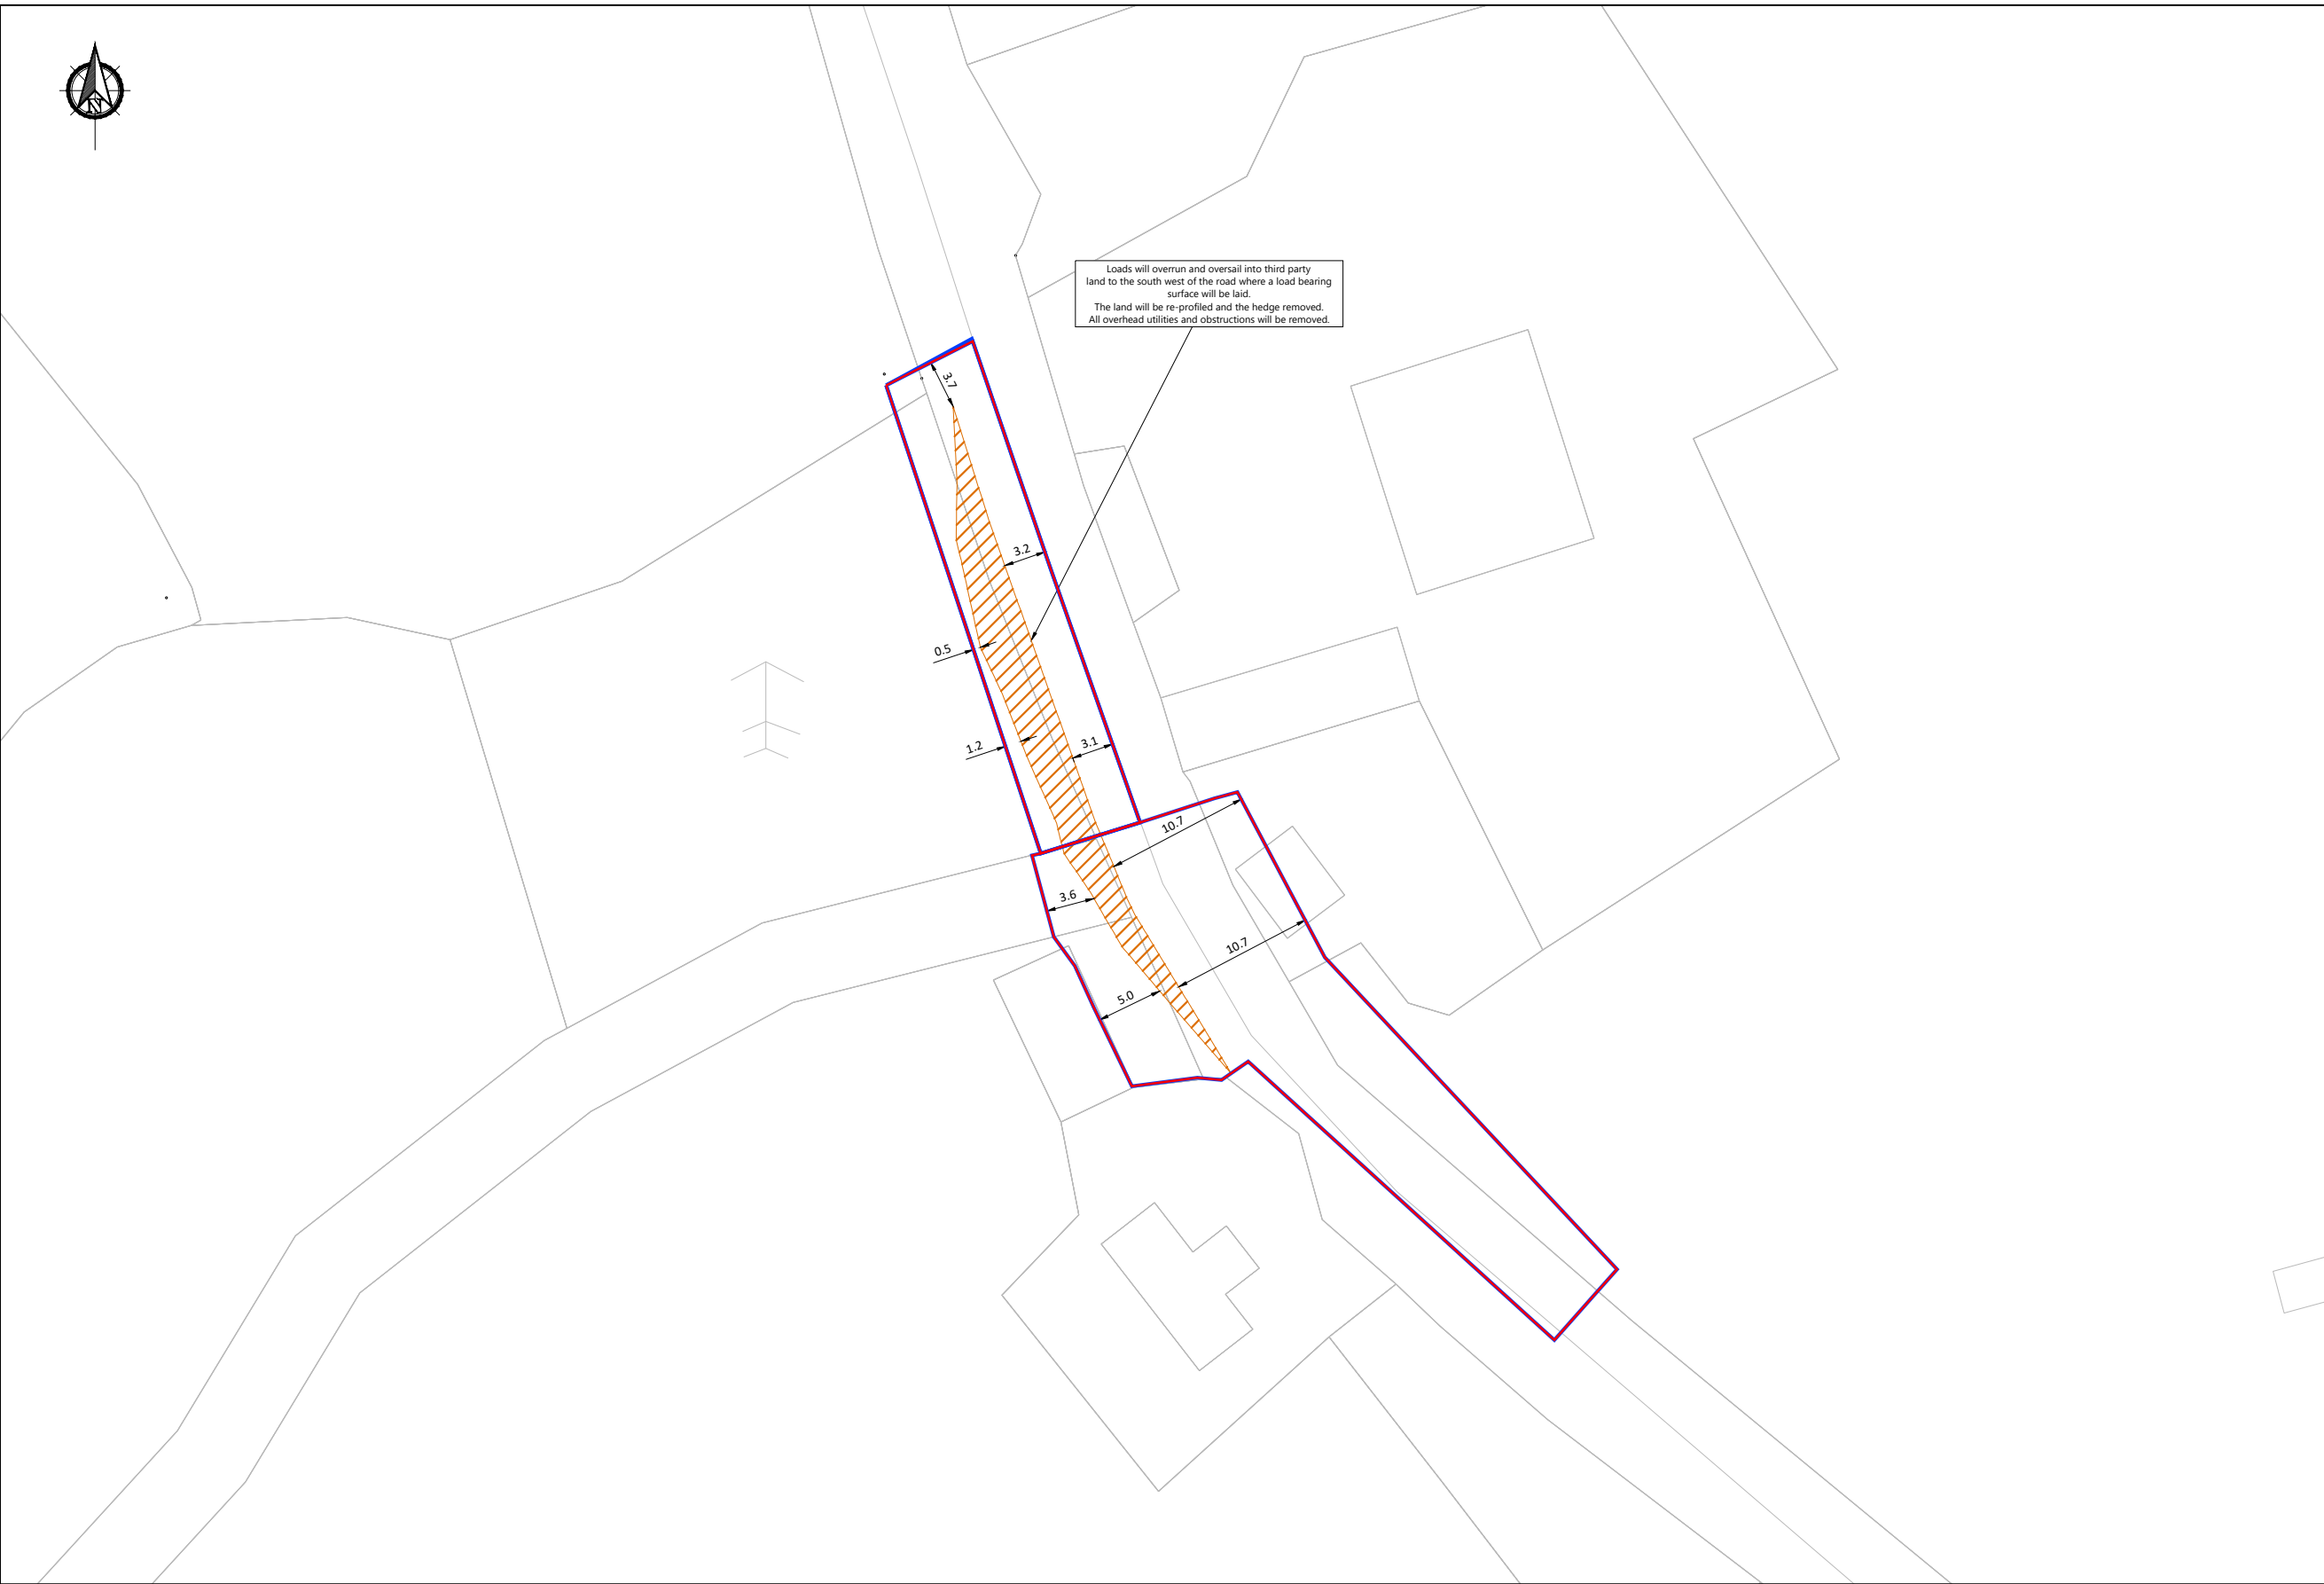 N
Loads will overrun and oversail into third party
land to the south west of the road where a load bearing
surface will be laid.
The land will be re-profiled and the hedge removed.
All overhead utilities and obstructions will be removed.
3.7
3.2
0.5
1.2
3.1
10.7
3.6
10.7
5.0